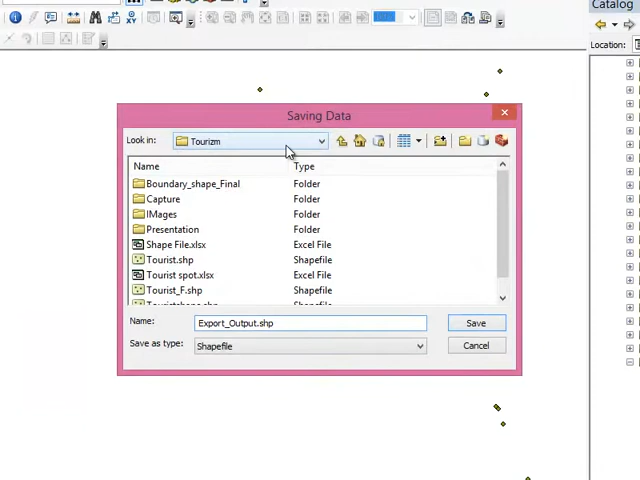 Catalog
Location:
Saving Data
Look in: Tourizm
Name Type
Boundary_shape_Final Folder
Capture Folder
IMages Folder
Presentation Folder
Shape File.xlsx Excel File
Tourist.shp Shapefile
Tourist spot.xlsx Excel File
Tourist_F.shp Shapefile
Name: Export_Output.shp Save
Save as type: Shapefile Cancel